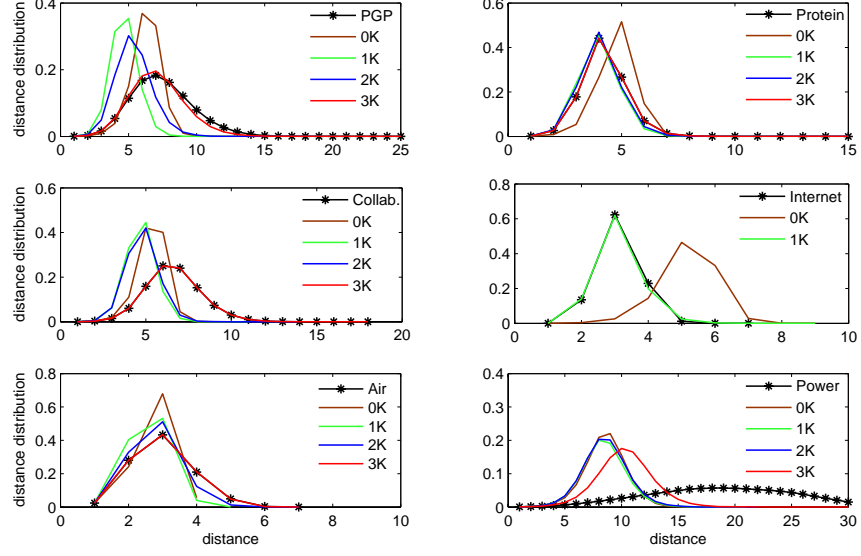 distance distribution
0.4
0.2
0
0 5 10 15 20 25
PGP
0K
1K
2K
3K
0.6
0.4
0.2
0
0 5 10 15
Protein
0K
1K
2K
3K
distance distribution
0.6
0.4
0.2
0
0 5 10 15 20
Collab.
0K
1K
2K
3K
0.8
0.6
0.4
0.2
0
0 2 4 6 8 10
Internet
0K
1K
distance distribution
0.8
0.6
0.4
0.2
0
0 2 4 6 8 10
distance
Air
0K
1K
2K
3K
0.4
0.3
0.2
0.1
0
0 5 10 15 20 25 30
distance
Power
0K
1K
2K
3K